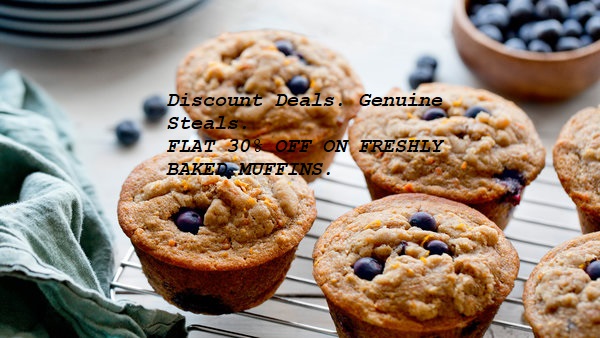 Discount Deals. Genuine
Steals.
FLAT 30% OFF ON FRESHLY
BAKED MUFFINS.